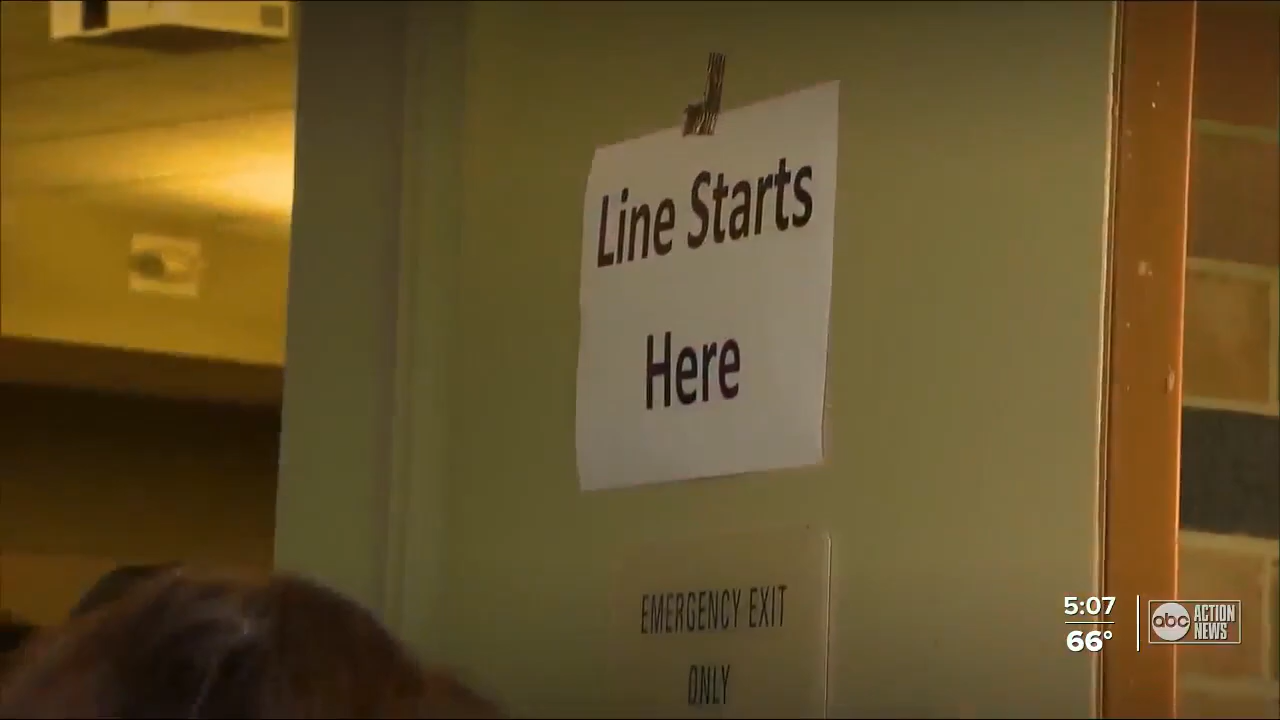 Line Starts
Here
EMERGENCY EXIT
ONLY
5:07
66°
abc
ACTION
NEWS